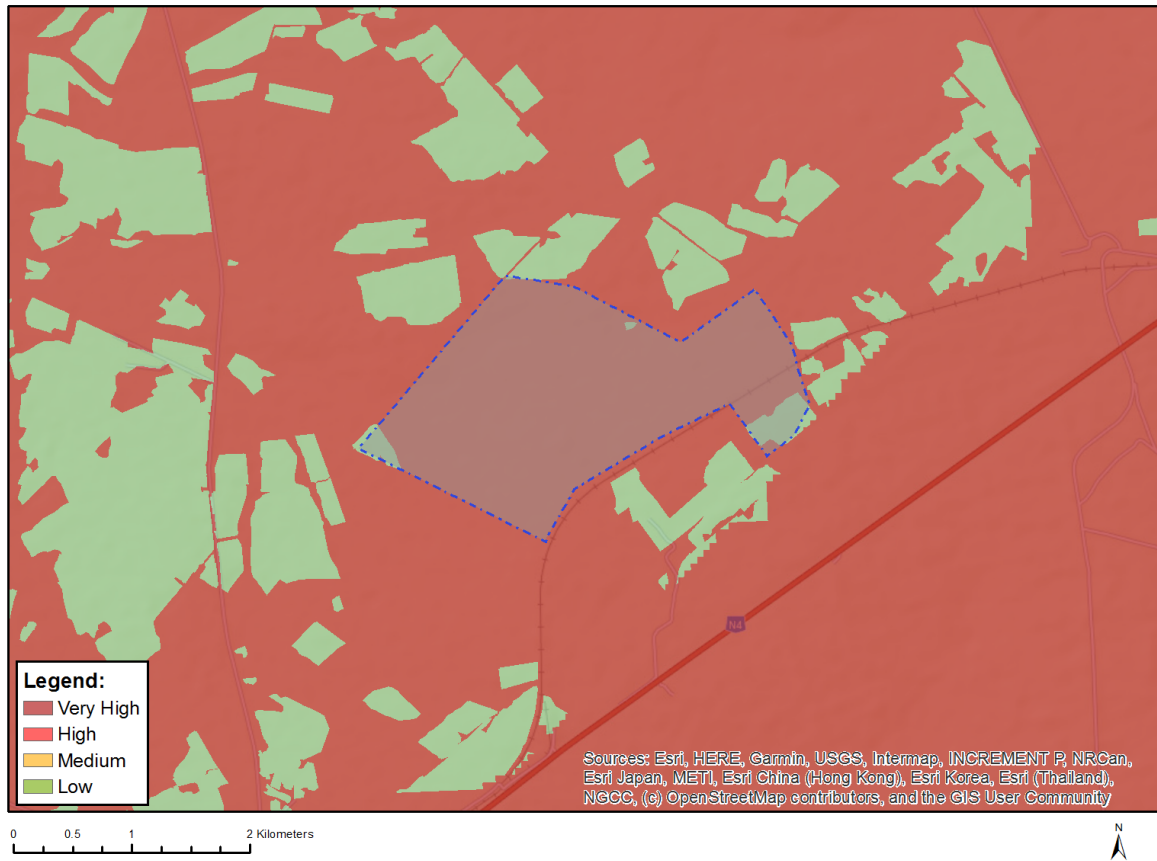 N4
Legend:
Very High
High
Medium
Low
Sources: Esri, HERE, Garmin, USGS, Intermap, INCREMENT P, NRCan,
Esri Japan, METI, Esri China (Hong Kong), Esri Korea, Esri (Thailand),
NGCC, (c) OpenStreetMap contributors, and the GIS User Community
0 0.5 1 2 Kilometers
N